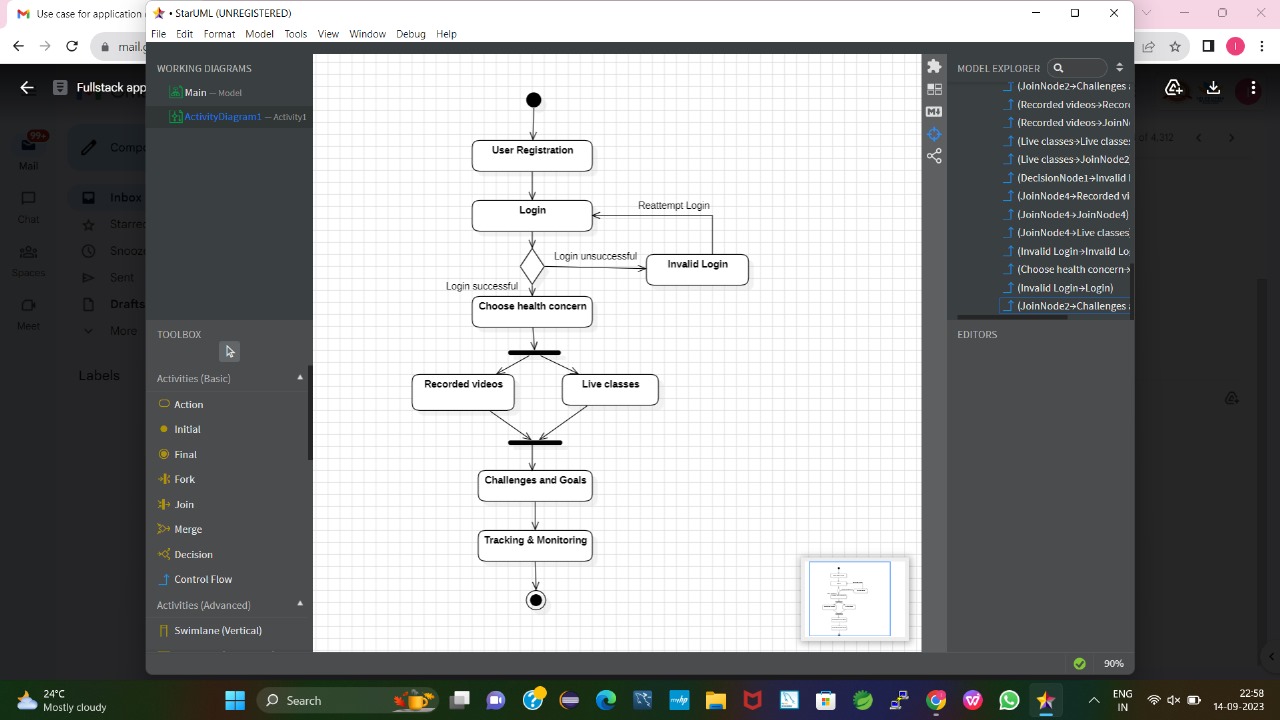 Use case for application
StarUML (UNREGISTERED)
File Edit Format Model Tools View Window Debug Help
mail.g
Fullstack app
WORKING DIAGRAMS
Main — Model
ActivityDiagram1 — Activity1
99+
Mail
Chat
Spaces
Meet
Inbox
Starred
Snooz
Sent
Drafts
More
Labels
TOOLBOX
Activities (Basic)
Action
Initial
Final
Fork
Join
Merge
Decision
Control Flow
Activities (Advanced)
Swimlane (Vertical)
User Registration
Login
Reattempt Login
Login unsuccessful
Invalid Login
Login successful
Choose health concern
Recorded videos
Live classes
Challenges and Goals
Tracking & Monitoring
MODEL EXPLORER
(JoinNode2→Challenges a
(Recorded videos→Record
(Recorded videos→JoinN
(Live classes→Live classes
(Live classes→JoinNode2
(DecisionNode1→Invalid I
(JoinNode4→Recorded vi
(JoinNode4→JoinNode4)
(JoinNode4→Live classes
(Invalid Login→Invalid Lo
(Choose health concern→
(Invalid Login→Login)
(JoinNode2→Challenges a
EDITORS
of 4,312
90%
24°C
Mostly cloudy
Search
ENG
IN
22:58
14-09-2023